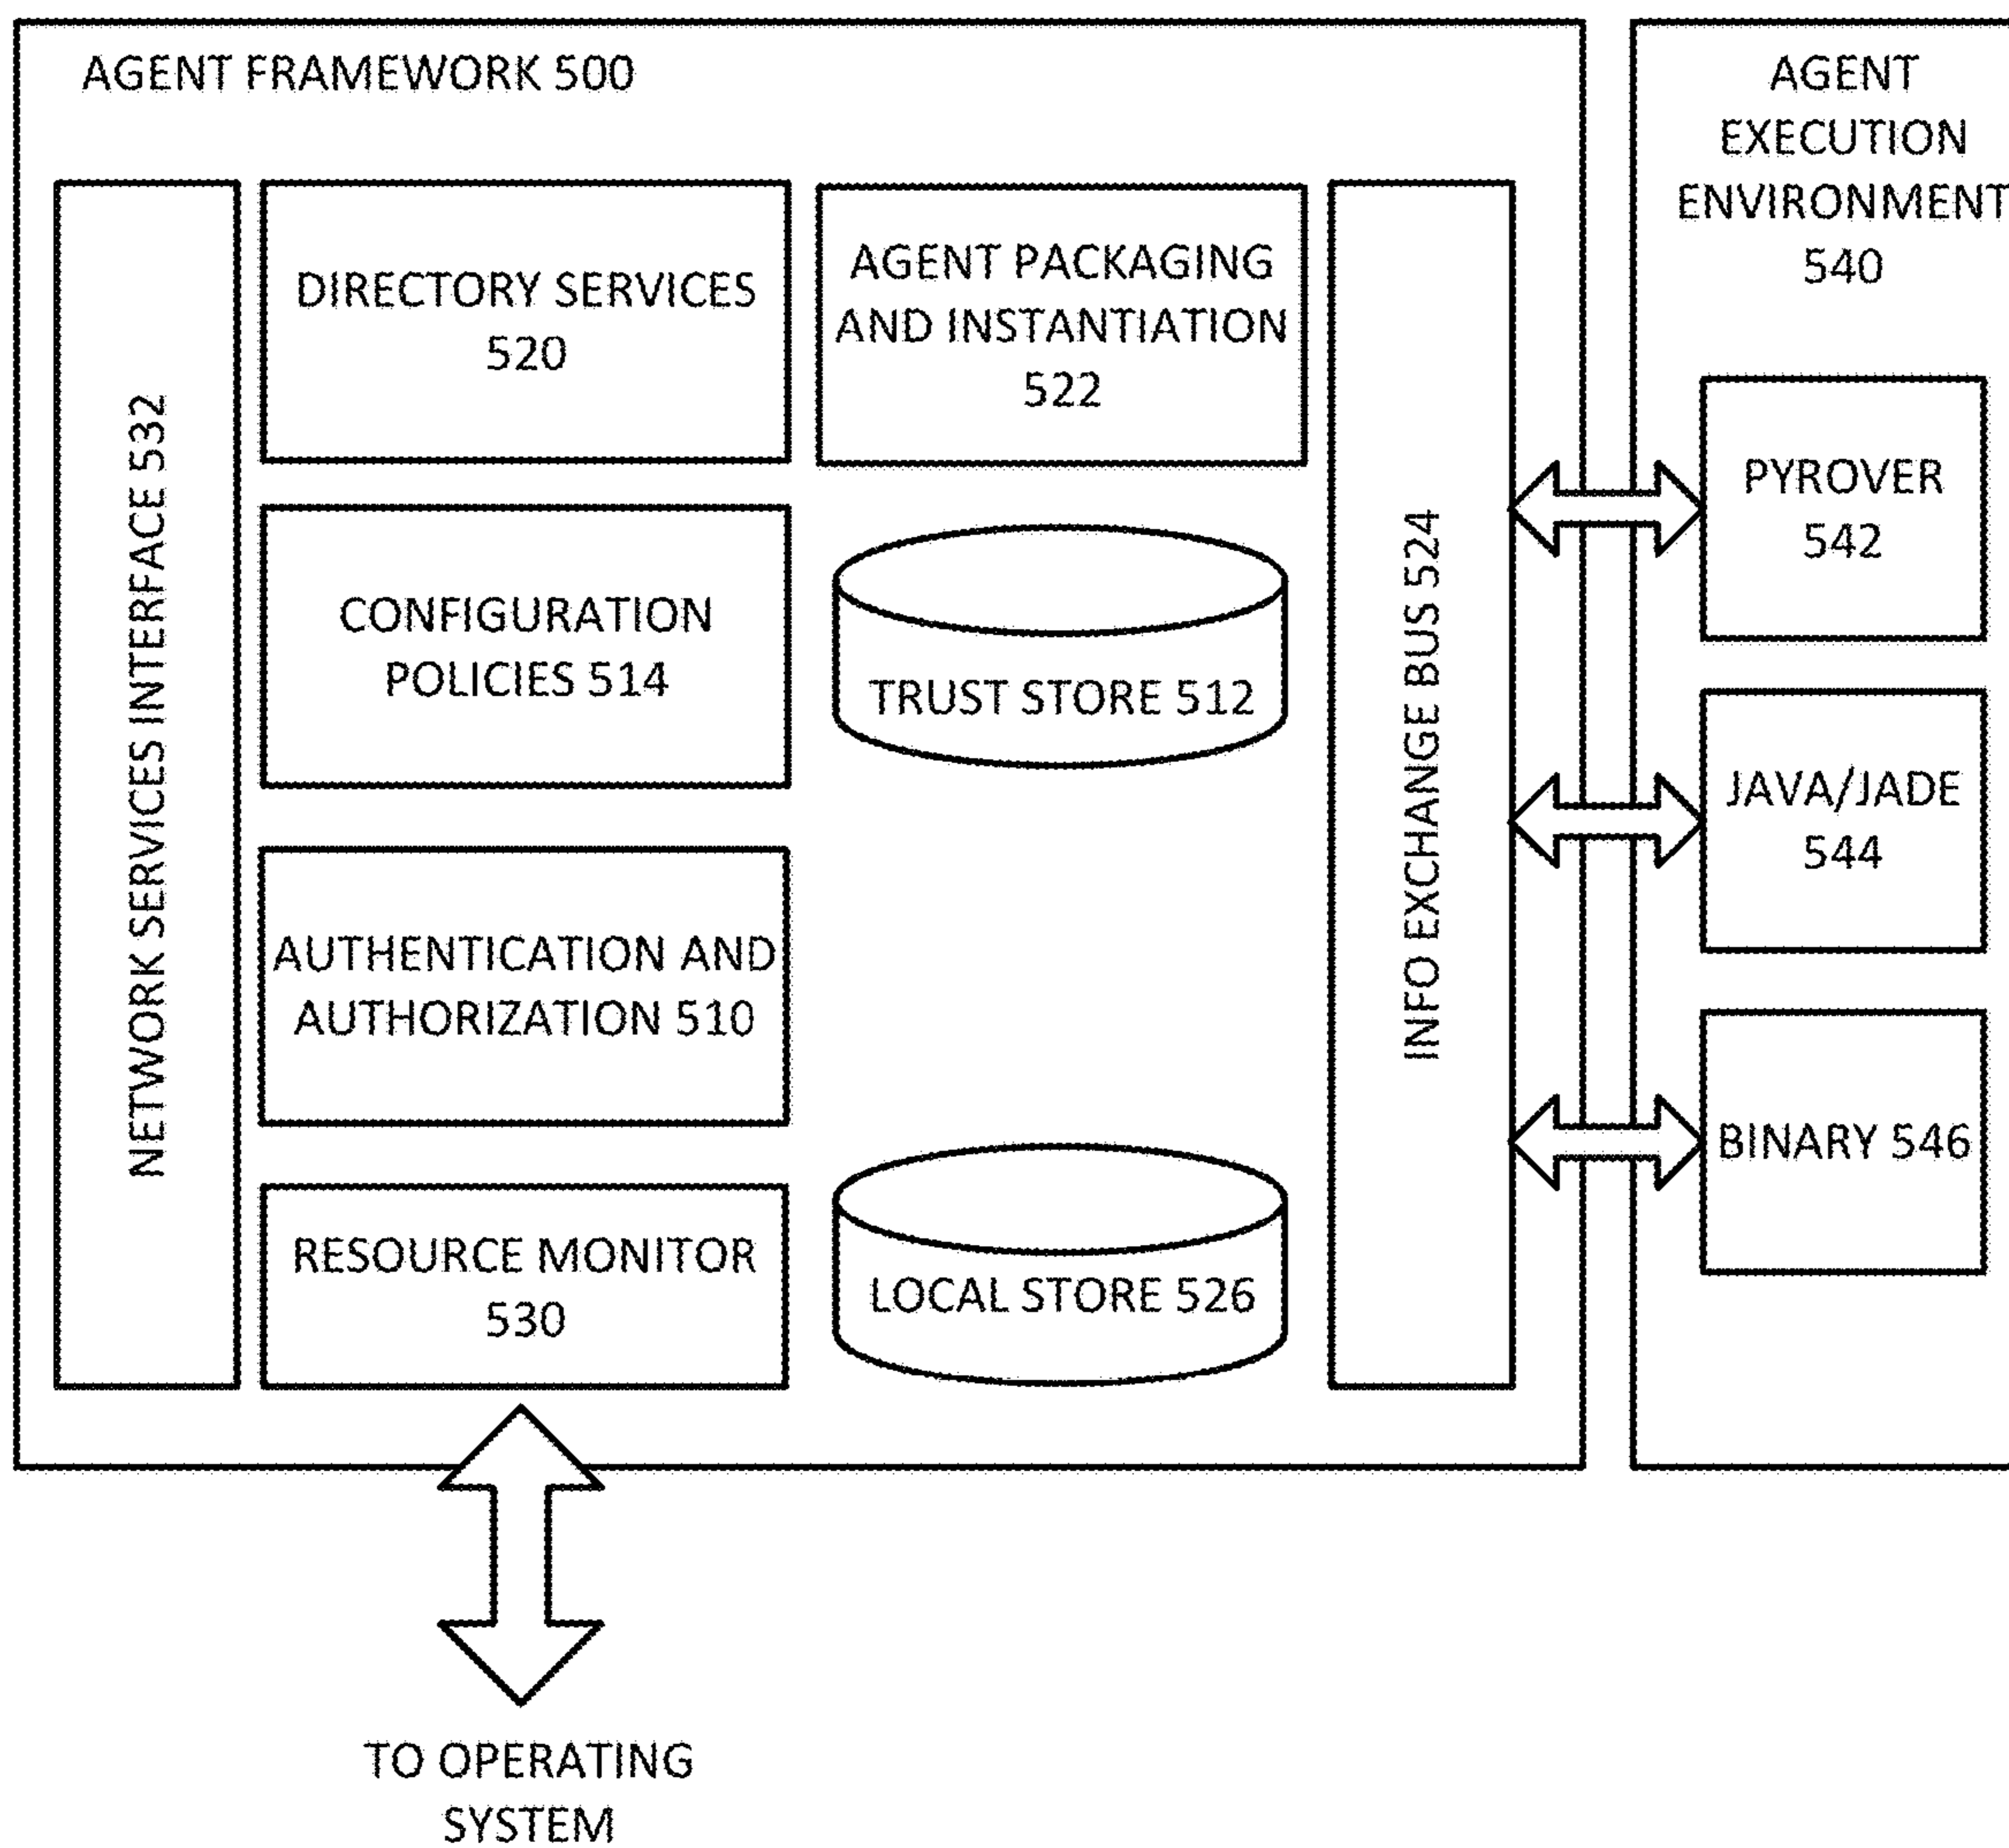 AGENT FRAMEWORK 500
NETWORK SERVICES INTERFACE 532
DIRECTORY SERVICES
520
AGENT PACKAGING
AND INSTANTIATION
522
CONFIGURATION
POLICIES 514
TRUST STORE 512
AUTHENTICATION AND
AUTHORIZATION 510
RESOURCE MONITOR
530
LOCAL STORE 526
INFO EXCHANGE BUS 524
AGENT
EXECUTION
ENVIRONMENT
540
PYROVER
542
JAVA/JADE
544
BINARY 546
TO OPERATING
SYSTEM